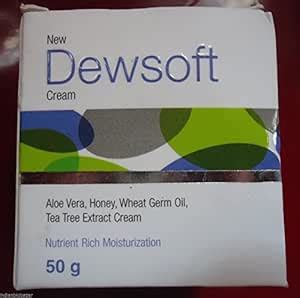 New
Dewsoft
Cream
Aloe Vera, Honey, Wheat Germ Oil,
Tea Tree Extract Cream
Nutrient Rich Moisturization
50 g